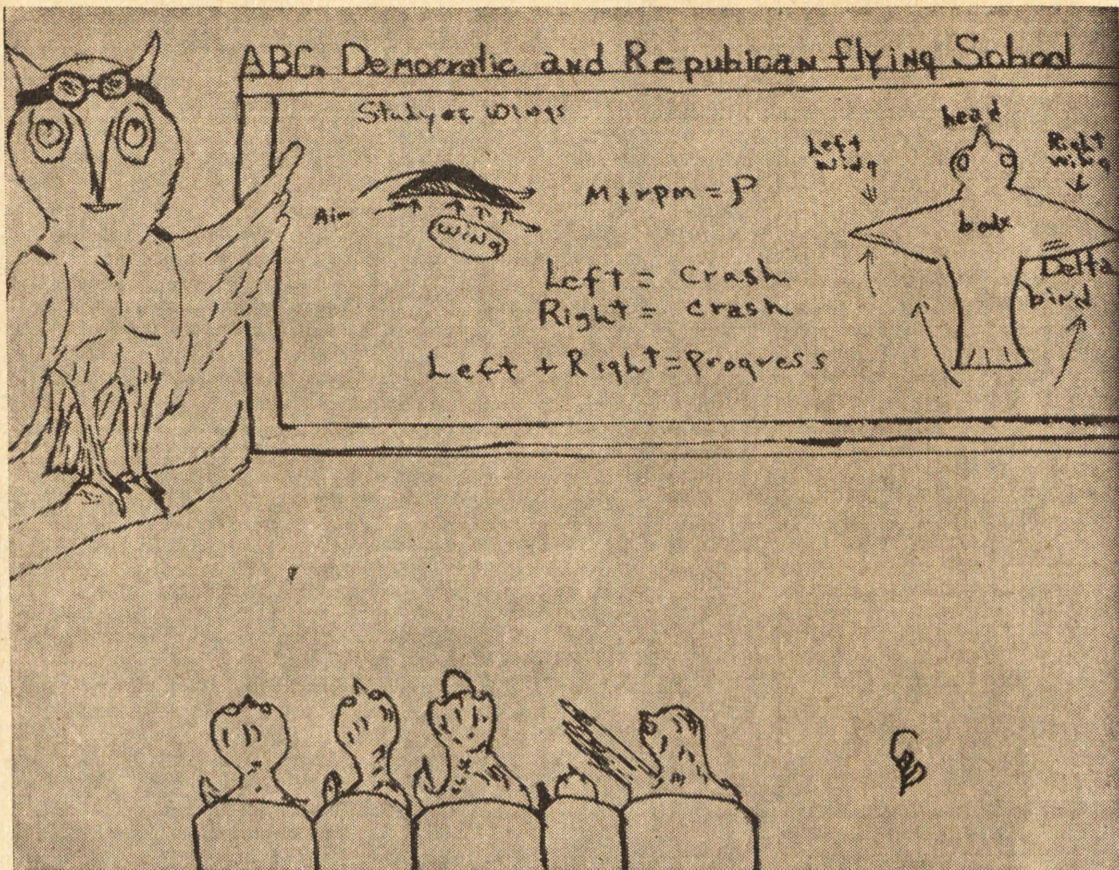 ABC. Democratic and Republican flying School
Study of Wings
Air
Wing
M+rpm = P
Left = crash
Right = crash
Left + Right = Progress
head
Left
Wing
Right
Wing
body
Delta
bird